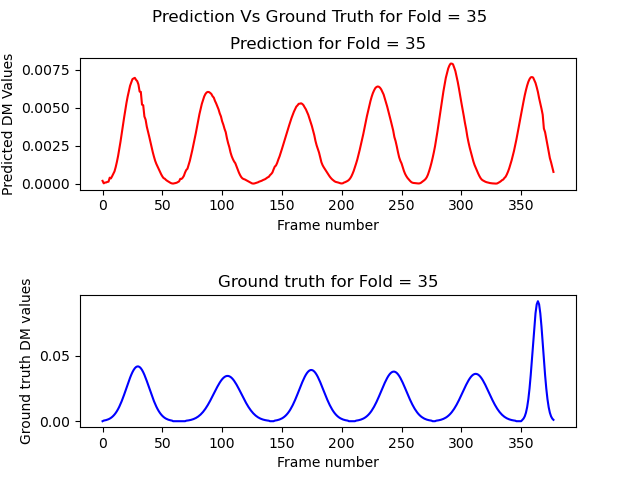 Prediction Vs Ground Truth for Fold = 35
Prediction for Fold = 35
Predicted DM Values
0.0075
0.0050
0.0025
0.0000
0 50 100 150 200 250 300 350
Frame number
Ground truth for Fold = 35
Ground truth DM values
0.05
0.00
0 50 100 150 200 250 300 350
Frame number